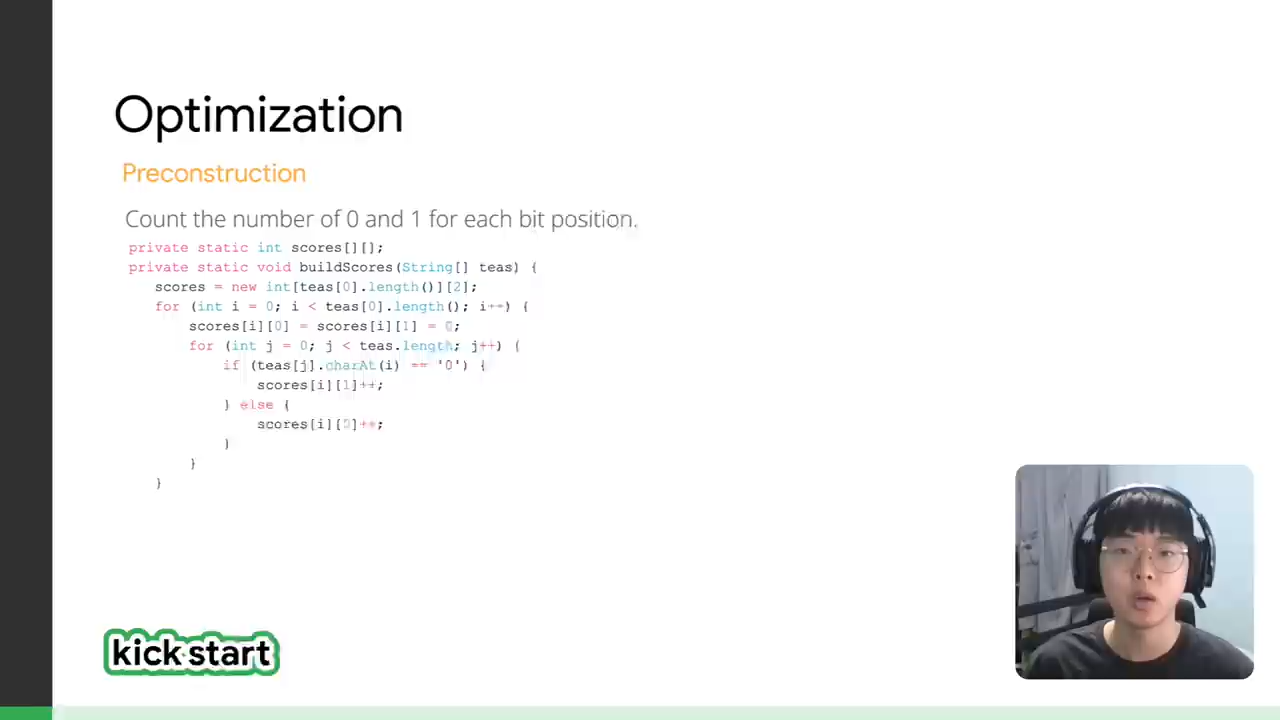 Optimization
Preconstruction
Count the number of 0 and 1 for each bit position.
private static int scores[][];
private static void buildScores(String[] teas) {
scores = new int[teas[0].length()][2];
for (int i = 0; i < teas[0].length(); i++) {
scores[i][0] = scores[i][1] = 0;
for (int j = 0; j < teas.length; j++) {
if (teas[j].charAt(i) == '0') {
scores[i][1]++;
} else {
scores[i][0]++;
}
}
}
kick start